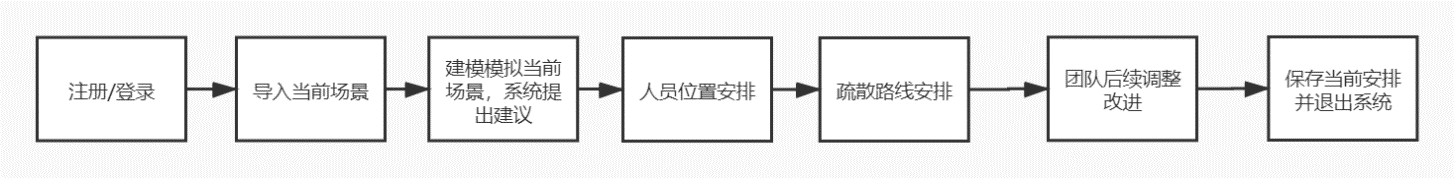 注册/登录
导入当前场景
建模模拟当前
场景，系统提
出建议
人员位置安排
疏散路线安排
团队后续调整
改进
保存当前安排
并退出系统